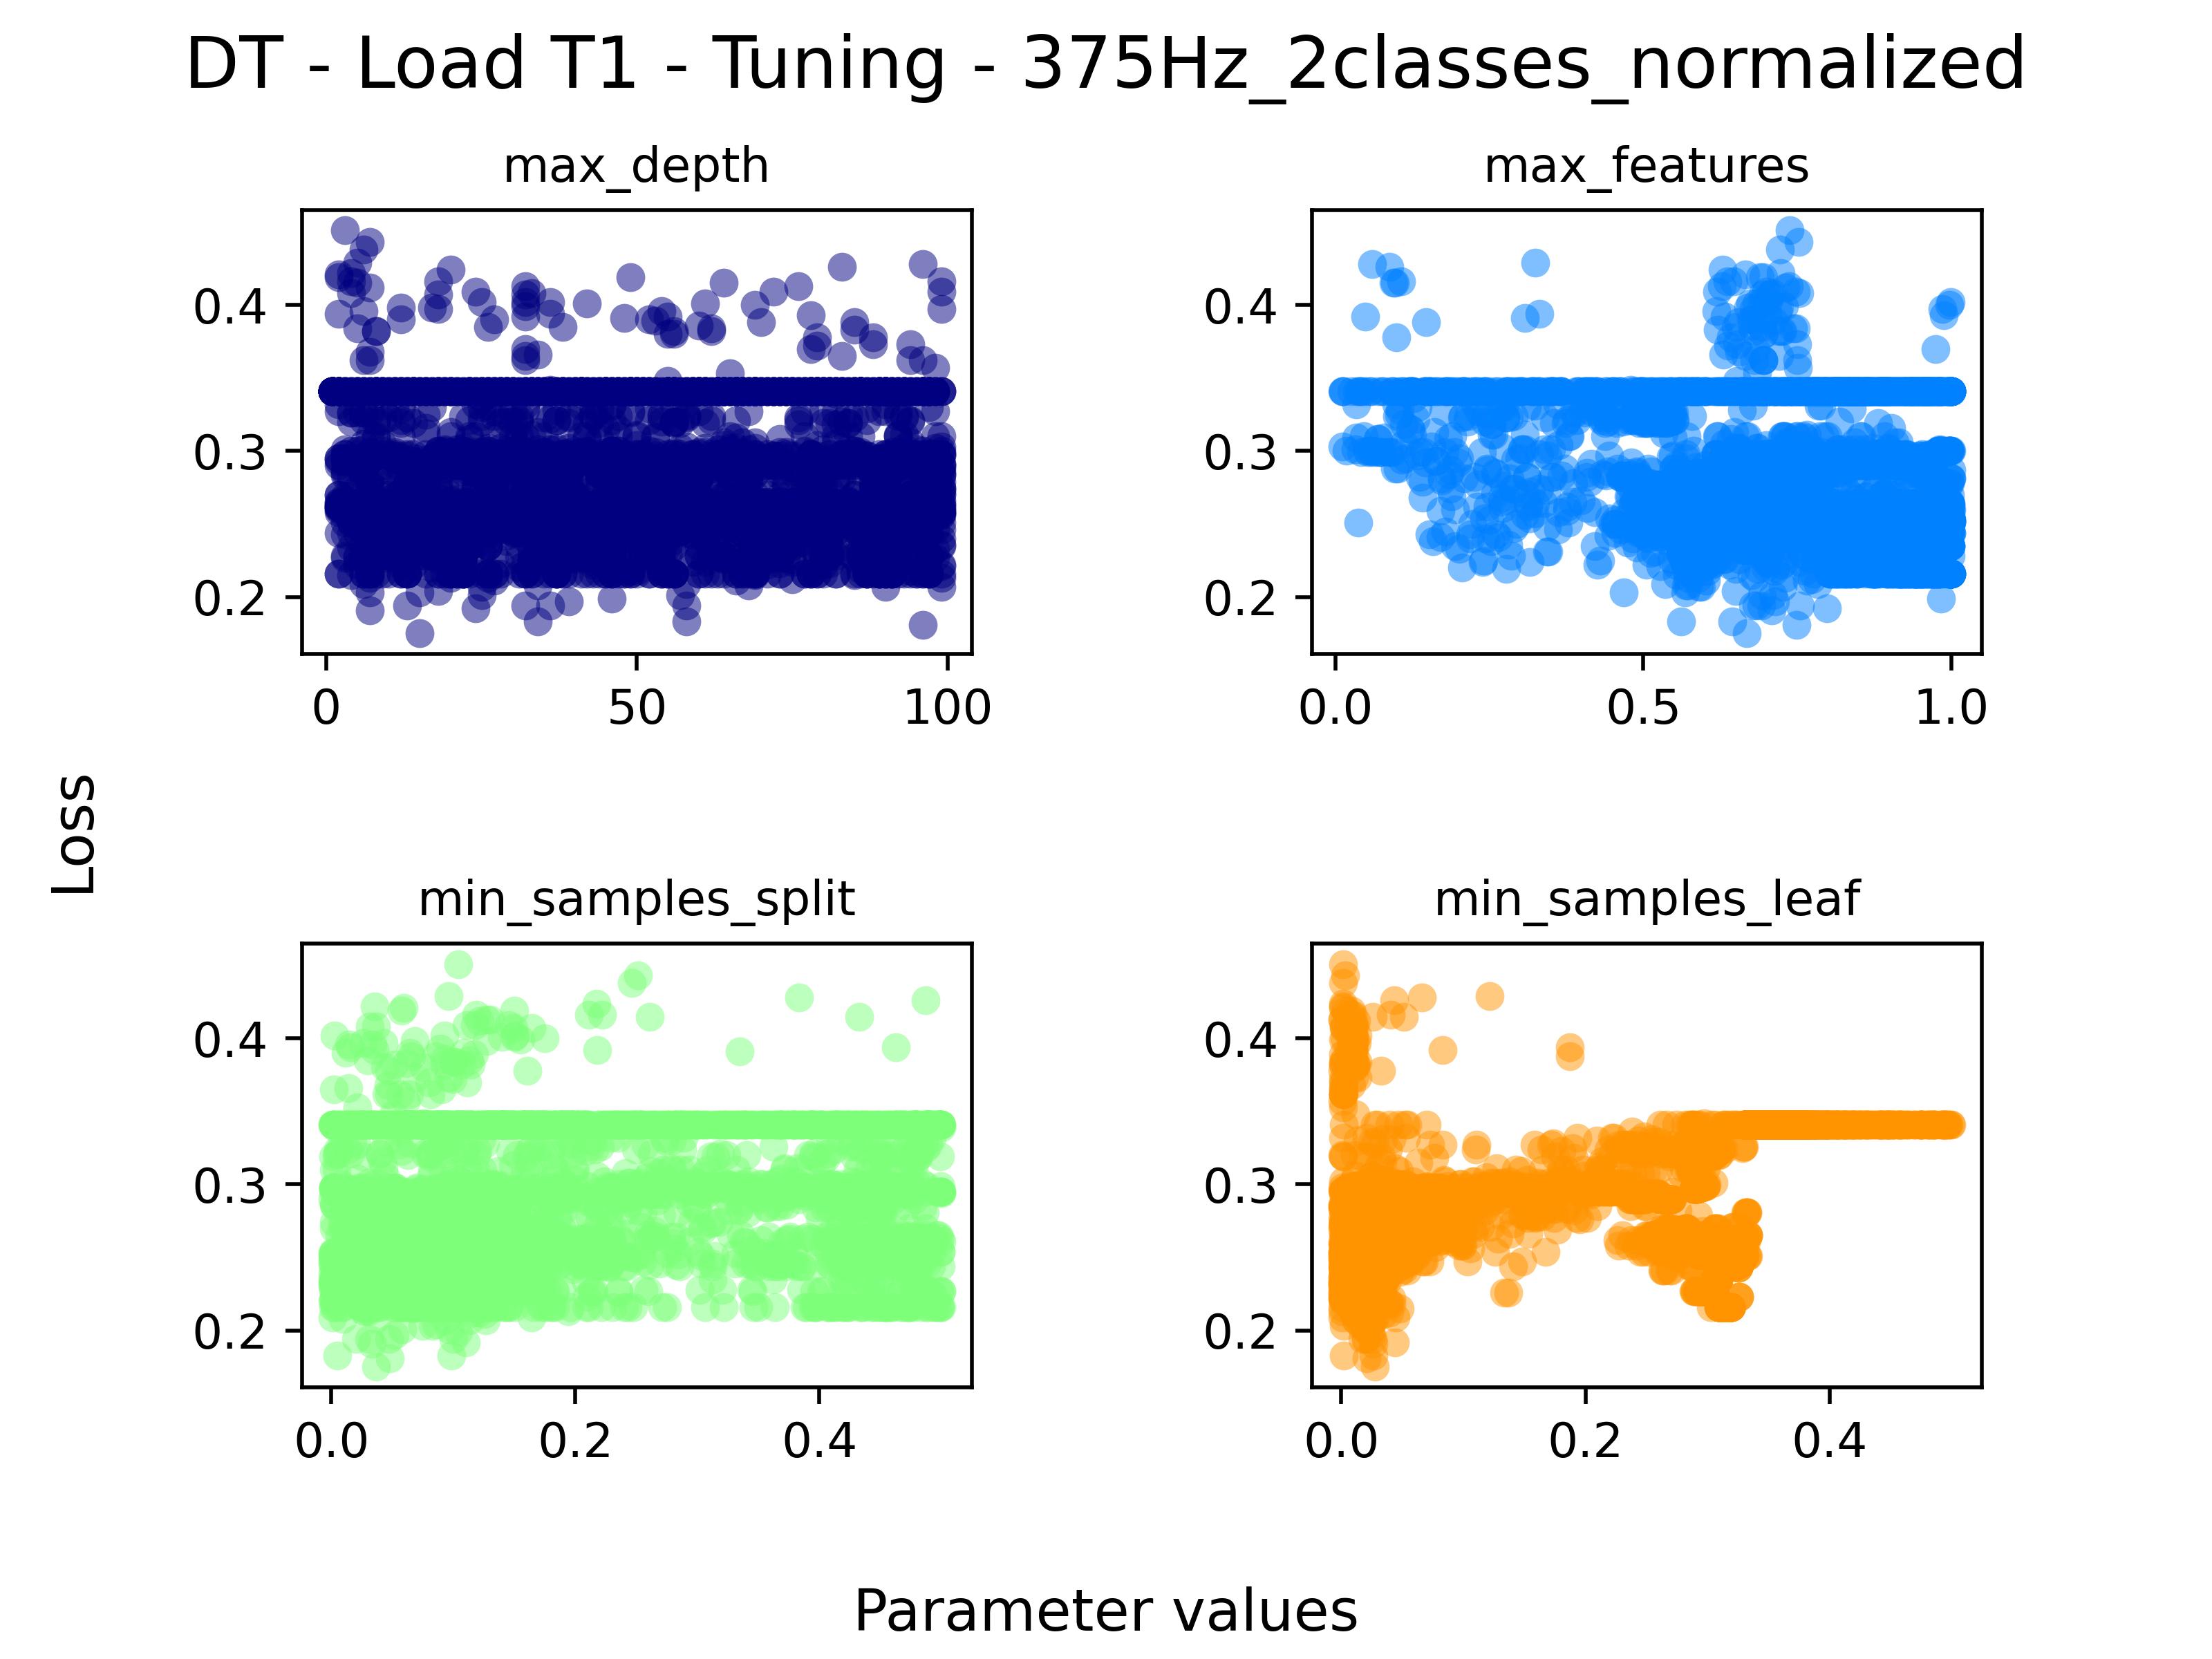 DT - Load T1 - Tuning - 375Hz_2classes_normalized
max_depth
0.4
0.3
0.2
0 50 100
max_features
0.4
0.3
0.2
0.0 0.5 1.0
Loss
min_samples_split
0.4
0.3
0.2
0.0 0.2 0.4
min_samples_leaf
0.4
0.3
0.2
0.0 0.2 0.4
Parameter values